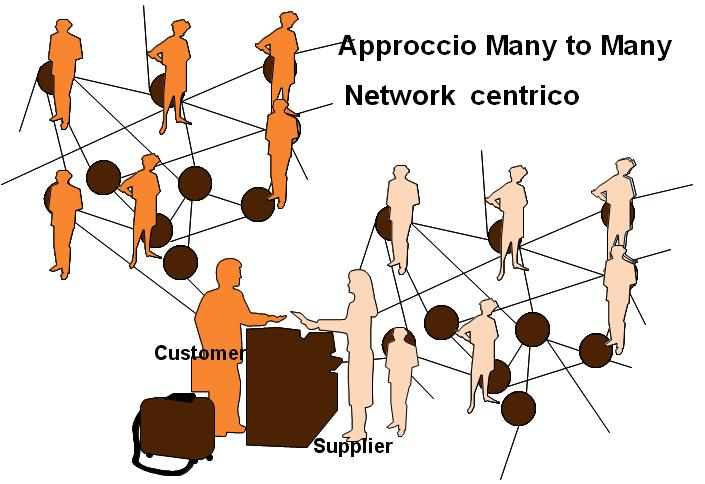 Approccio Many to Many
Network centrico
Customer
Supplier